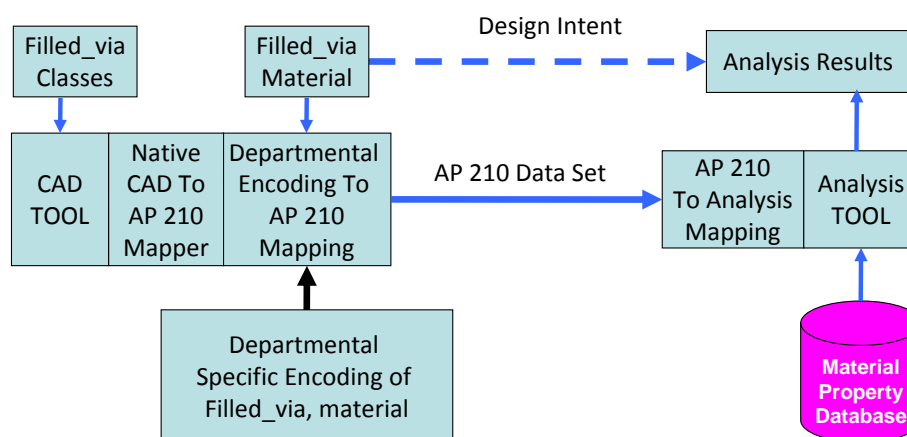 Design Intent
Filled_via
Classes
Filled_via
Material
Analysis Results
CAD
TOOL
Native
CAD To
AP 210
Mapper
Departmental
Encoding To
AP 210
Mapping
AP 210 Data Set
AP 210
To Analysis
Mapping
Analysis
TOOL
Departmental
Specific Encoding of
Filled_via, material
Material
Property
Database